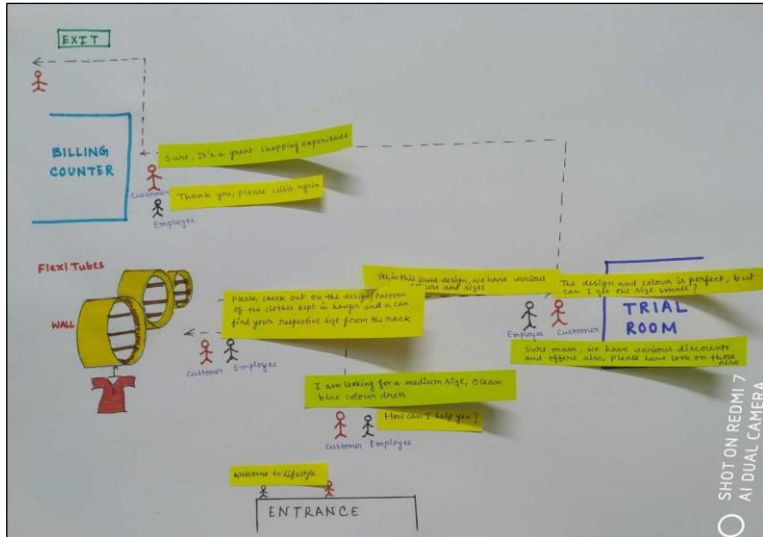 EXIT
BILLING
COUNTER
Sure, It's a great shopping experience
Customer
Thank you, please visit again
Employee
Flexi Tubes
WALL
Please check out on the design/pattern
of the clothes kept in hanger and u can
find your respective size from the rack
Customer Employee
Yes, in this same design, we have various
and sizes
The design and colour is perfect, but
can I get one size small?
Employee Customer
TRIAL
ROOM
Sure mam, we have various discounts
and offers also, Please have look on those
also
I am looking for a medium size, ocean
blue colour dress
How can I help you?
Customer Employee
Welcome to Lifestyle
ENTRANCE
SHOT ON REDMI 7
AI DUAL CAMERA